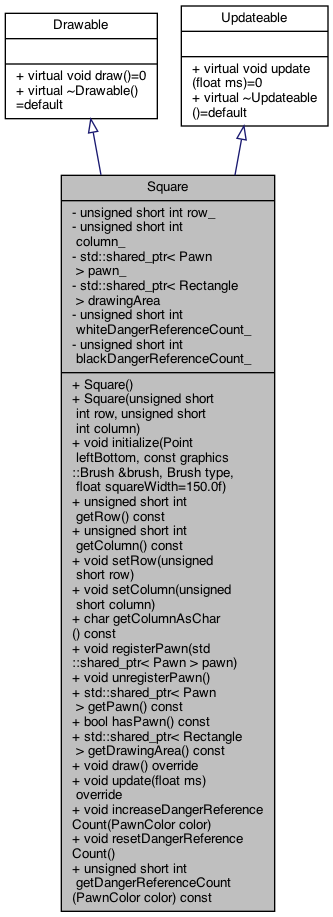 Drawable
+ virtual void draw()=0
+ virtual ~Drawable()
=default
Updateable
+ virtual void update
(float ms)=0
+ virtual ~Updateable
()=default
Square
- unsigned short int row_
- unsigned short int
column_
- std::shared_ptr< Pawn
> pawn_
- std::shared_ptr< Rectangle
> drawingArea
- unsigned short int
whiteDangerReferenceCount_
- unsigned short int
blackDangerReferenceCount_
+ Square()
+ Square(unsigned short
int row, unsigned short
int column)
+ void initialize(Point
leftBottom, const graphics
::Brush &brush, Brush type,
float squareWidth=150.0f)
+ unsigned short int
getRow() const
+ unsigned short int
getColumn() const
+ void setRow(unsigned
short row)
+ void setColumn(unsigned
short column)
+ char getColumnAsChar
() const
+ void registerPawn(std
::shared_ptr< Pawn > pawn)
+ void unregisterPawn()
+ std::shared_ptr< Pawn
> getPawn() const
+ bool hasPawn() const
+ std::shared_ptr< Rectangle
> getDrawingArea() const
+ void draw() override
+ void update(float ms)
override
+ void increaseDangerReference
Count(PawnColor color)
+ void resetDangerReference
Count()
+ unsigned short int
getDangerReferenceCount
(PawnColor color) const